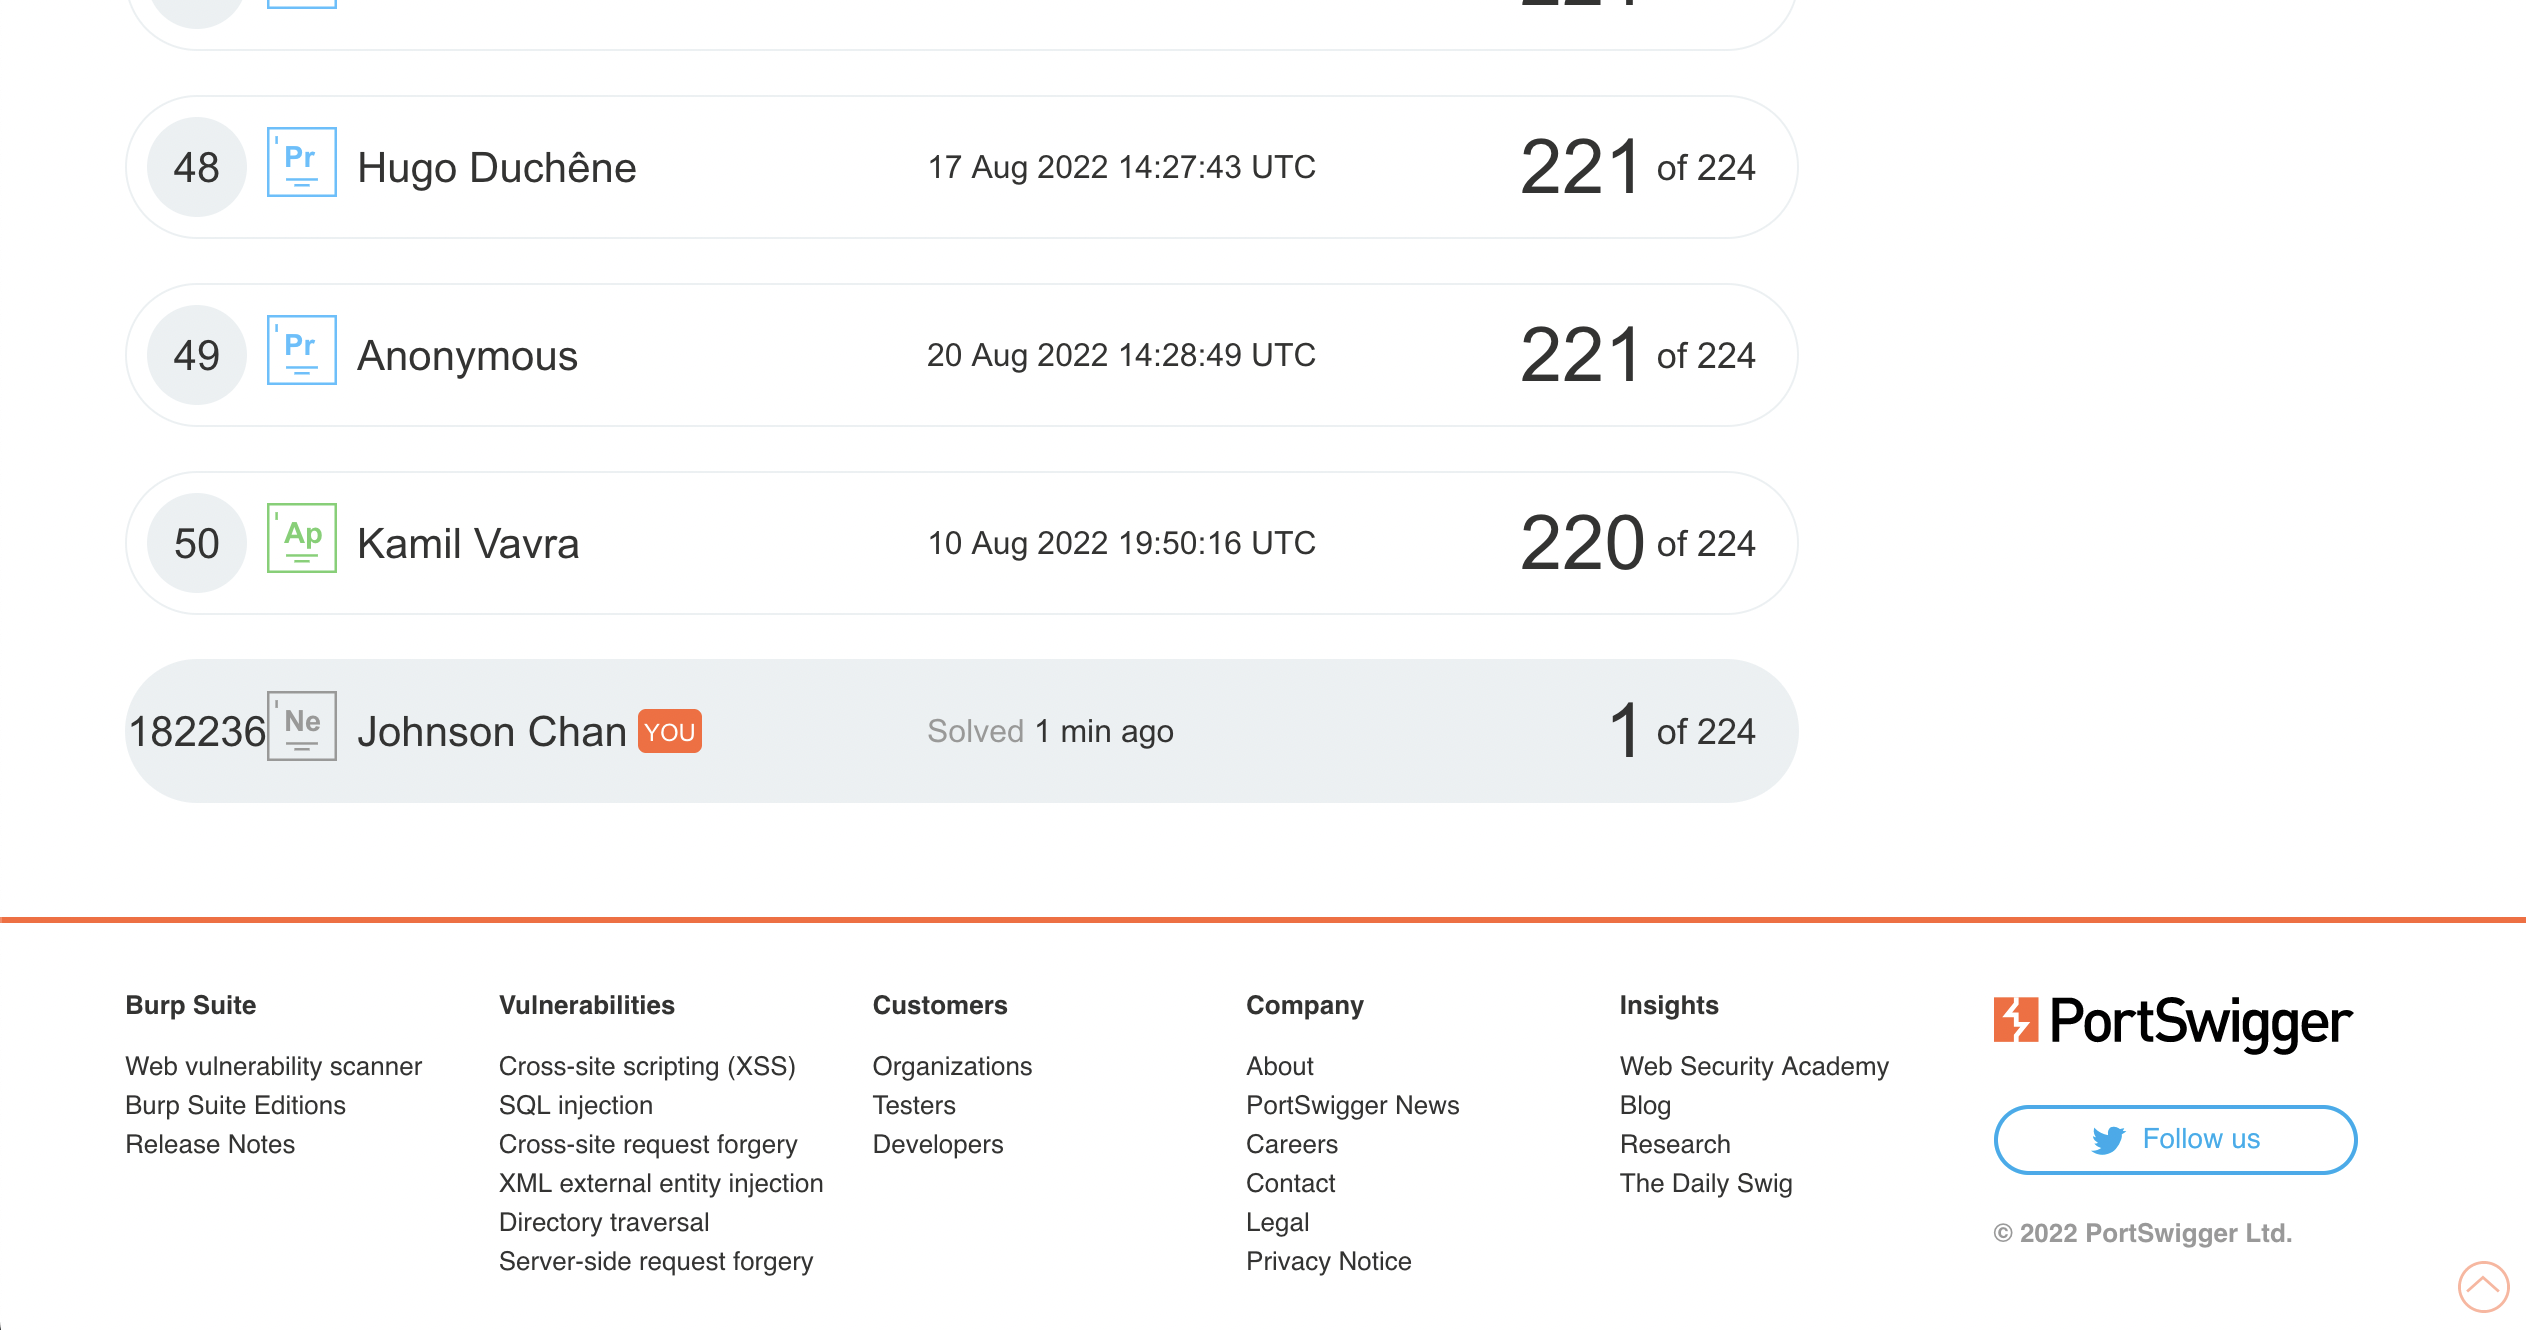 48 Pr Hugo Duchêne 17 Aug 2022 14:27:43 UTC 221 of 224
49 Pr Anonymous 20 Aug 2022 14:28:49 UTC 221 of 224
50 Ap Kamil Vavra 10 Aug 2022 19:50:16 UTC 220 of 224
182236 Ne Johnson Chan YOU Solved 1 min ago 1 of 224
Burp Suite
Web vulnerability scanner
Burp Suite Editions
Release Notes
Vulnerabilities
Cross-site scripting (XSS)
SQL injection
Cross-site request forgery
XML external entity injection
Directory traversal
Server-side request forgery
Customers
Organizations
Testers
Developers
Company
About
PortSwigger News
Careers
Contact
Legal
Privacy Notice
Insights
Web Security Academy
Blog
Research
The Daily Swig
PortSwigger
Follow us
© 2022 PortSwigger Ltd.